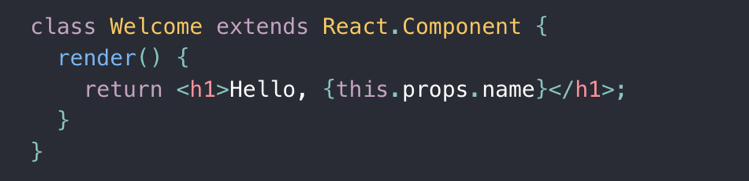 class Welcome extends React.Component {
  render() {
    return <h1>Hello, {this.props.name}</h1>;
  }
}